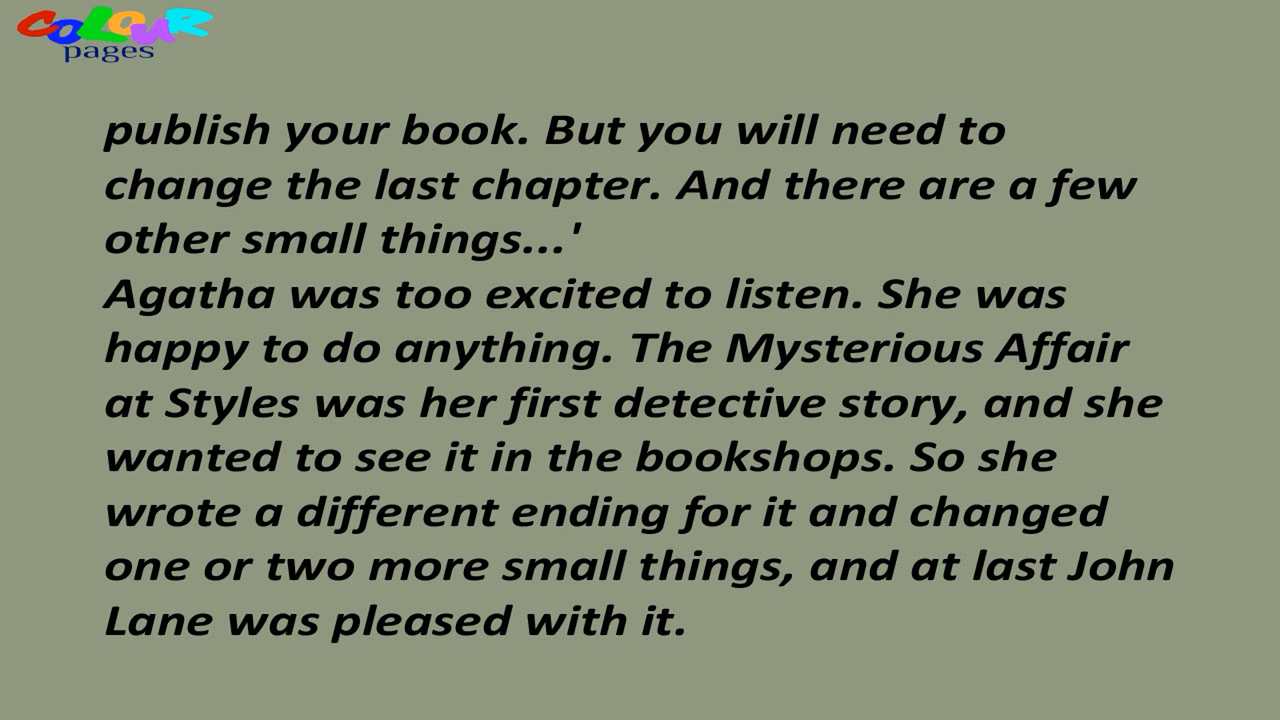 COLOUR
pages
publish your book. But you will need to
change the last chapter. And there are a few
other small things...'
Agatha was too excited to listen. She was
happy to do anything. The Mysterious Affair
at Styles was her first detective story, and she
wanted to see it in the bookshops. So she
wrote a different ending for it and changed
one or two more small things, and at last John
Lane was pleased with it.